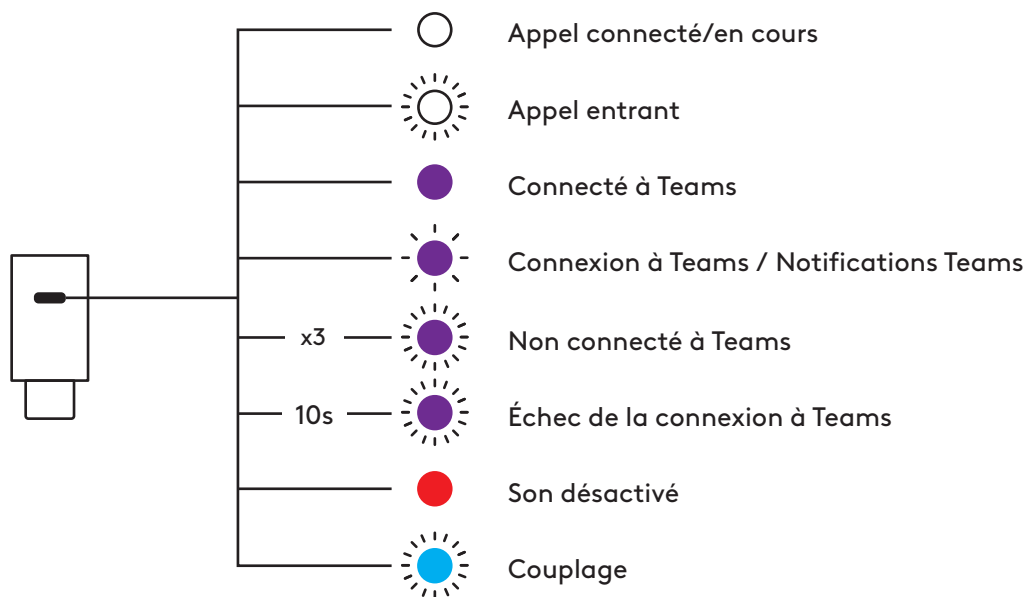 Appel connecté/en cours
Appel entrant
Connecté à Teams
Connexion à Teams / Notifications Teams
x3 Non connecté à Teams
10s Échec de la connexion à Teams
Son désactivé
Couplage